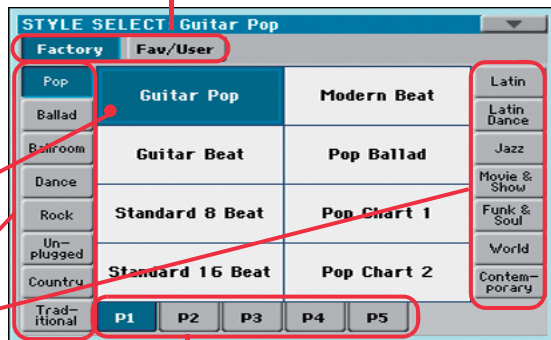 STYLE SELECT Guitar Pop
Factory Fav/User
Pop
Ballad
Ballroom
Dance
Rock
Un-
plugged
Country
Trad-
itional
Guitar Pop Modern Beat
Guitar Beat Pop Ballad
Standard 8 Beat Pop Chart 1
Standard 16 Beat Pop Chart 2
Latin
Latin
Dance
Jazz
Movie &
Show
Funk &
Soul
World
Contem-
porary
P1 P2 P3 P4 P5